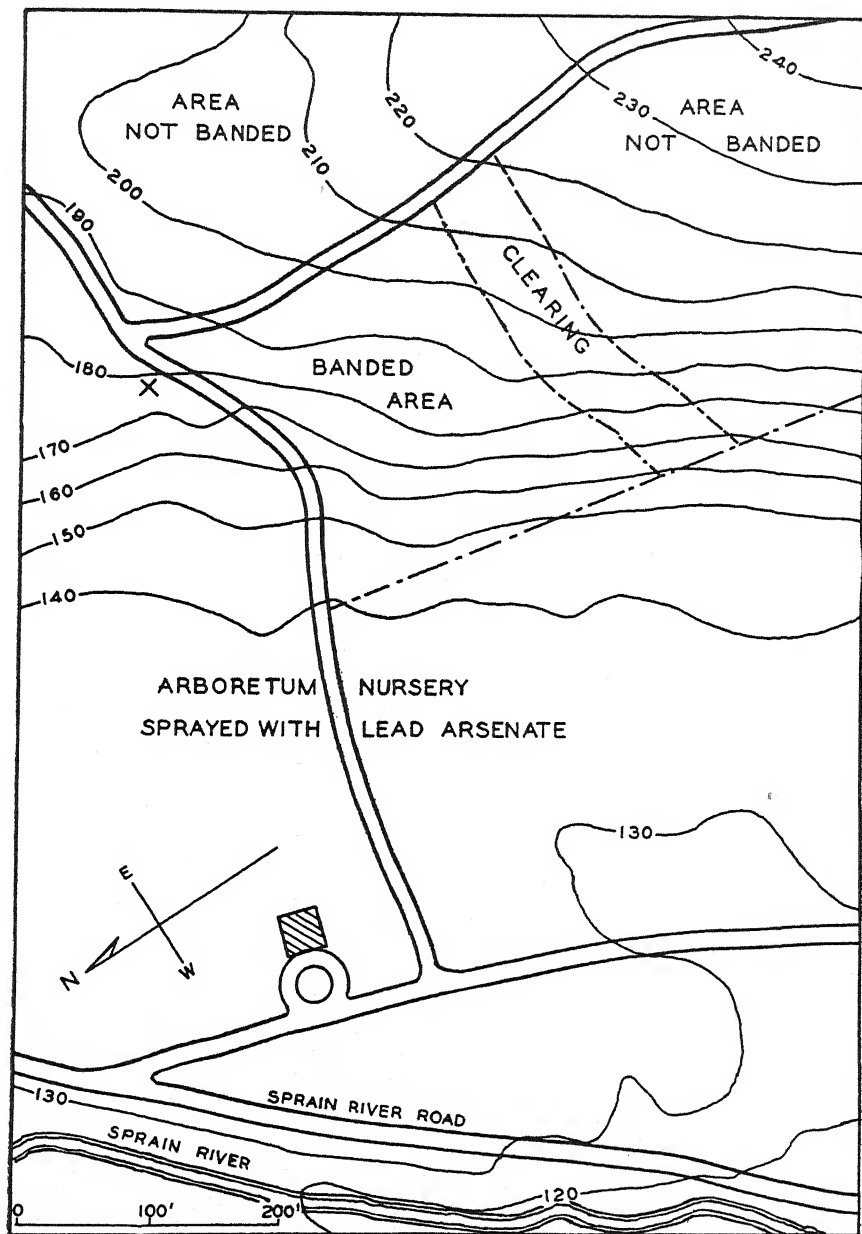 240
AREA
NOT BANDED
220
230
AREA
NOT BANDED
210
200
190
CLEARING
180
BANDED
AREA
170
160
150
140
ARBORETUM NURSERY
SPRAYED WITH LEAD ARSENATE
130
E
N
W
130
SPRAIN RIVER ROAD
SPRAIN RIVER
120
0
100'
200'